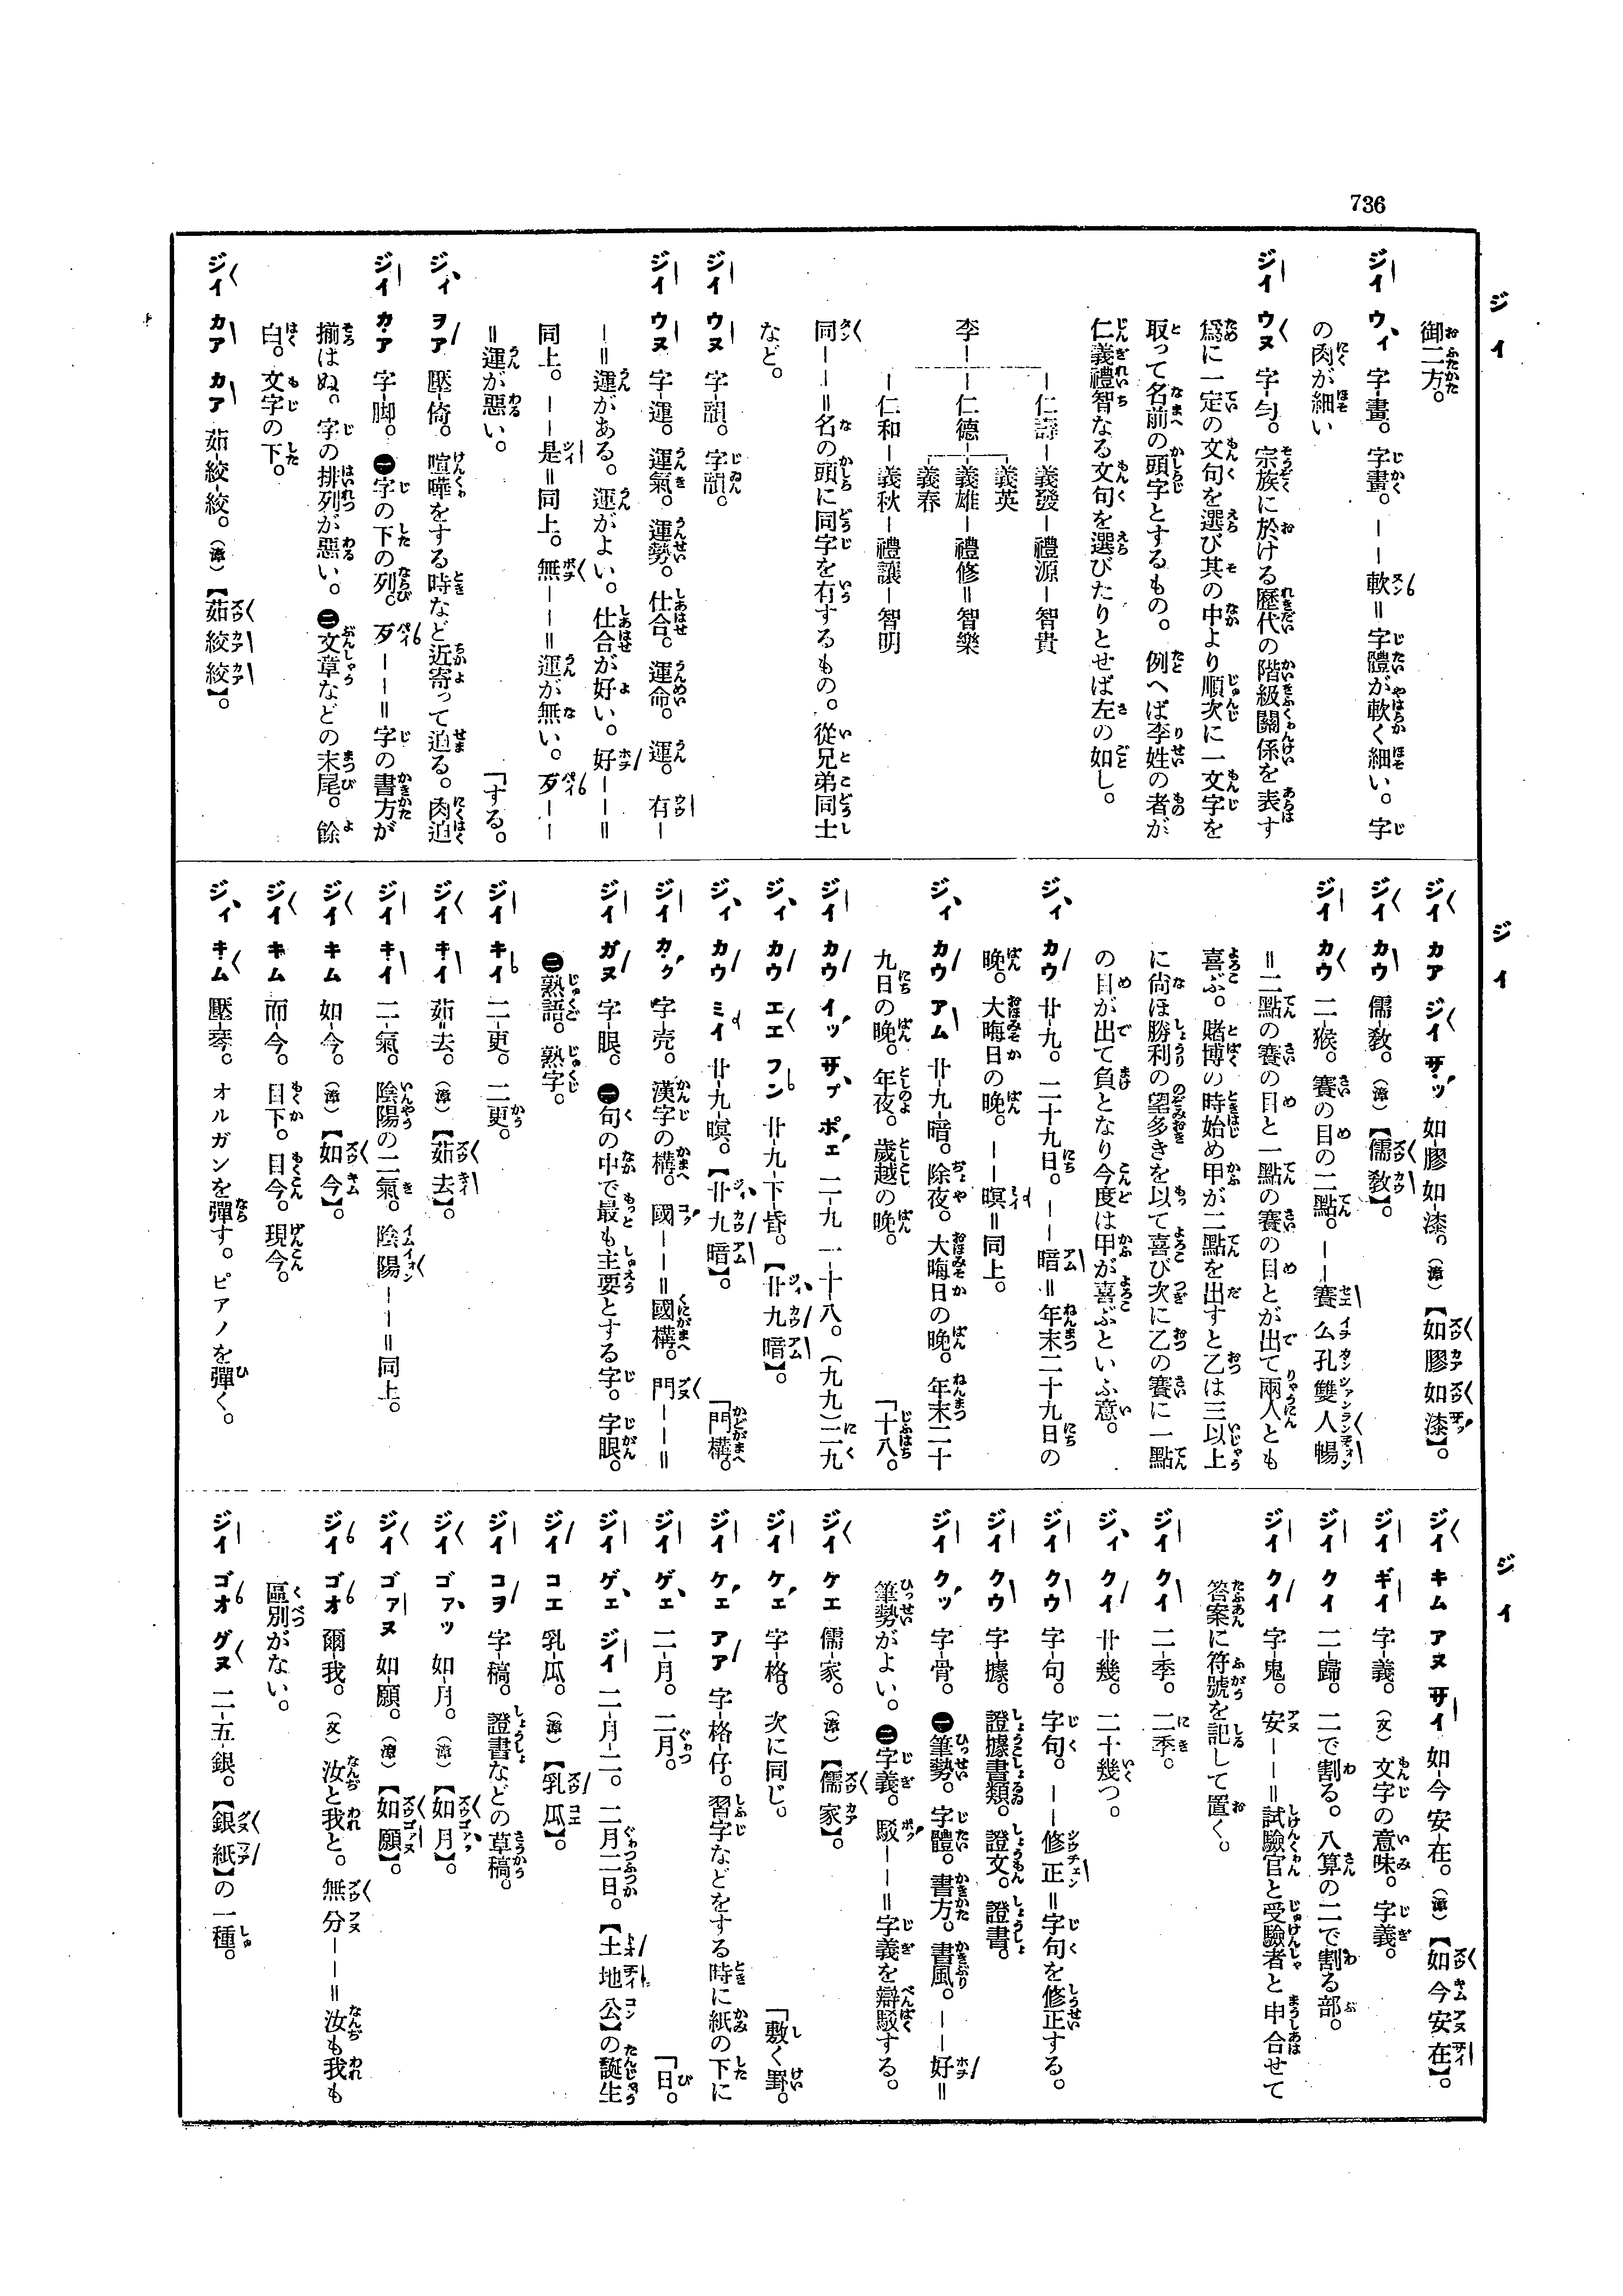 736
ジイ
御二方。
ジイ ウイ 字-畫。字畫。——軟=字體が軟く細い。字
の肉が細い
ジイ ウヌ 字-勻。宗族に於ける歷代の階級關係を表す
爲に一定の文句を選び其の中より順次に一文字を
取って名前の頭字とするもの。例へば李姓の者が
仁義禮智なる文句を選びたりとせば左の如し。
—仁壽—義發—禮源—智貴
義英
李——仁德—義雄—禮修=智樂
義春
—仁和—義秋—禮讓—智明
同——=名の頭に同字を有するもの。從兄弟同士
など。
ジイ ウヌ 字-韻。字韻。
ジイ ウヌ 字-運。運氣。運勢。仕合。運命。運。有—
—=運がある。運がよい。仕合が好い。好——=
同上。——是=同上。無——=運が無い。歹——
=運が惡い。
「する。
ジイ ヲア 壓-倚。喧嘩をする時など近寄って迫る。肉迫
ジイ カア 字-脚。㊀字の下の列。歹——=字の書方が
揃はぬ。字の排列が惡い。㊁文章などの末尾。餘
白。文字の下。
ジイ カア カア 茹-絞-絞。（漳）【茹絞絞】。
ジイ
ジイ カア ジイ サッ 如-膠-如-漆。（漳）【如膠如漆】。
ジイ カウ 儒-敎。（漳）【儒敎】。
ジイ カウ 二-猴。賽の目の二點。——賽厶孔雙人暢
=二點の賽の目と一點の賽の目とが出て兩人とも
喜ぶ。賭博の時始め甲が二點を出すと乙は三以上
に尙ほ勝利の望多きを以て喜び次に乙の賽に一點
の目が出て負となり今度は甲が喜ぶといふ意。
ジイ カウ 廿-九。二十九日。——暗=年末二十九日の
晩。大晦日の晩。——暝=同上。
ジイ カウ アム 廿-九-暗。除夜。大晦日の晩。年末二十
九日の晩。年夜。歲越の晩。
「十八。
ジイ カウ イッ サプ ポエ 二-九 一-十-八。（九九）二九
ジイ カウ エエ フン 廿-九-下-昏。【廿九暗】。
ジイ カウ ミイ 廿-九-暝。【廿九暗】。
「門構。
ジイ カク 字-売。漢字の構。國——=國構。門——=
ジイ ガヌ 字-眼。㊀句の中で最も主要とする字。字眼。
㊁熟語。熟字。
ジイ キイ 二-更。二更。
ジイ キイ 茹=去。（漳）【茹去】。
ジイ キイ 二-氣。陰陽の二氣。陰陽——=同上。
ジイ キム 如-今。（漳）【如今】。
ジイ キム 而-今。目下。目今。現今。
ジイ キム 壓-琴。オルガンを彈す。ピアノを彈く。
ジイ
ジイ キム アヌ サイ 如-今-安-在。（漳）【如今安在】。
ジイ ギイ 字-義。（文）文字の意味。字義。
ジイ クイ 二-歸。二で割る。八算の二で割る部。
ジイ クイ 字-鬼。安——=試驗官と受驗者と申合せて
答案に符號を記して置く。
ジイ クイ 二-季。二季。
ジイ クイ 廿-幾。二十幾つ。
ジイ クウ 字-句。字句。——修正=字句を修正する。
ジイ クウ 字-據。證據書類。證文。證書。
ジイ クッ 字-骨。㊀筆勢。字體。書方。書風。——好=
筆勢がよい。㊁字義。駁——=字義を辯駁する。
ジイ ケエ 儒-家。（漳）【儒家】。
ジイ ケエ 字-格。次に同じ。
「敷く罫。
ジイ ケエ アア 字-格-仔。習字などをする時に紙の下に
ジイ ゲエ 二-月。二月。
「日。
ジイ ゲエ ジイ 二-月-二。二月二日。【土地公】の誕生
ジイ コエ 乳-瓜。（漳）【乳瓜】。
ジイ コヲ 字-稿。證書などの草稿。
ジイ ゴァッ 如-月。（漳）【如月】。
ジイ ゴァヌ 如-願。（漳）【如願】。
ジイ ゴオ 爾-我。（文）汝と我と。無分——=汝も我も
區別がない。
ジイ ゴオ グヌ 二-五-銀。【銀紙】の一種。